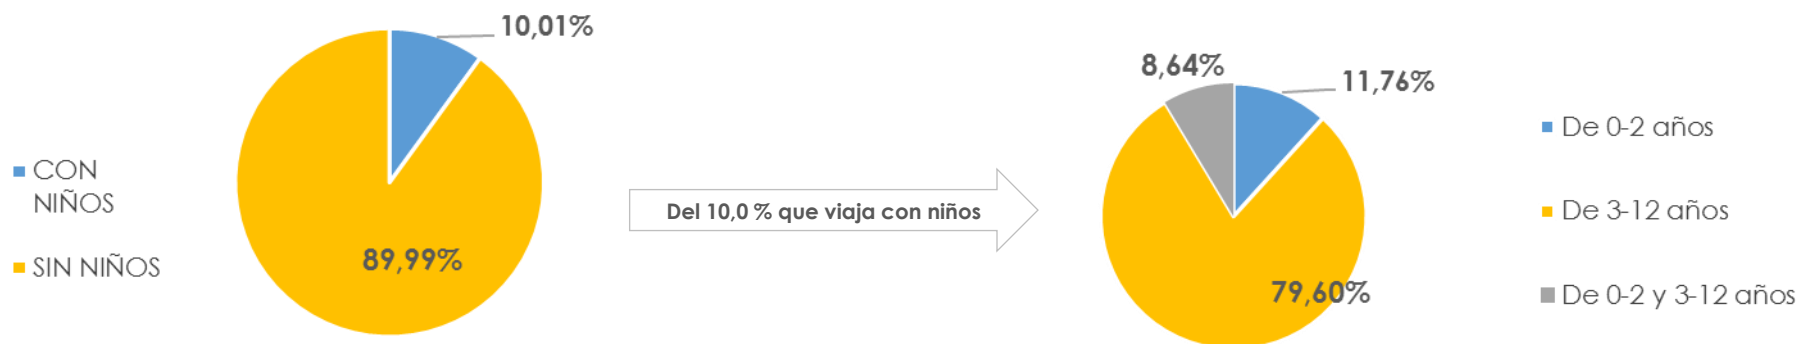 10,01%
CON
NIÑOS
SIN NIÑOS
89,99%
Del 10,0 % que viaja con niños
8,64%
11,76%
79,60%
De 0-2 años
De 3-12 años
De 0-2 y 3-12 años